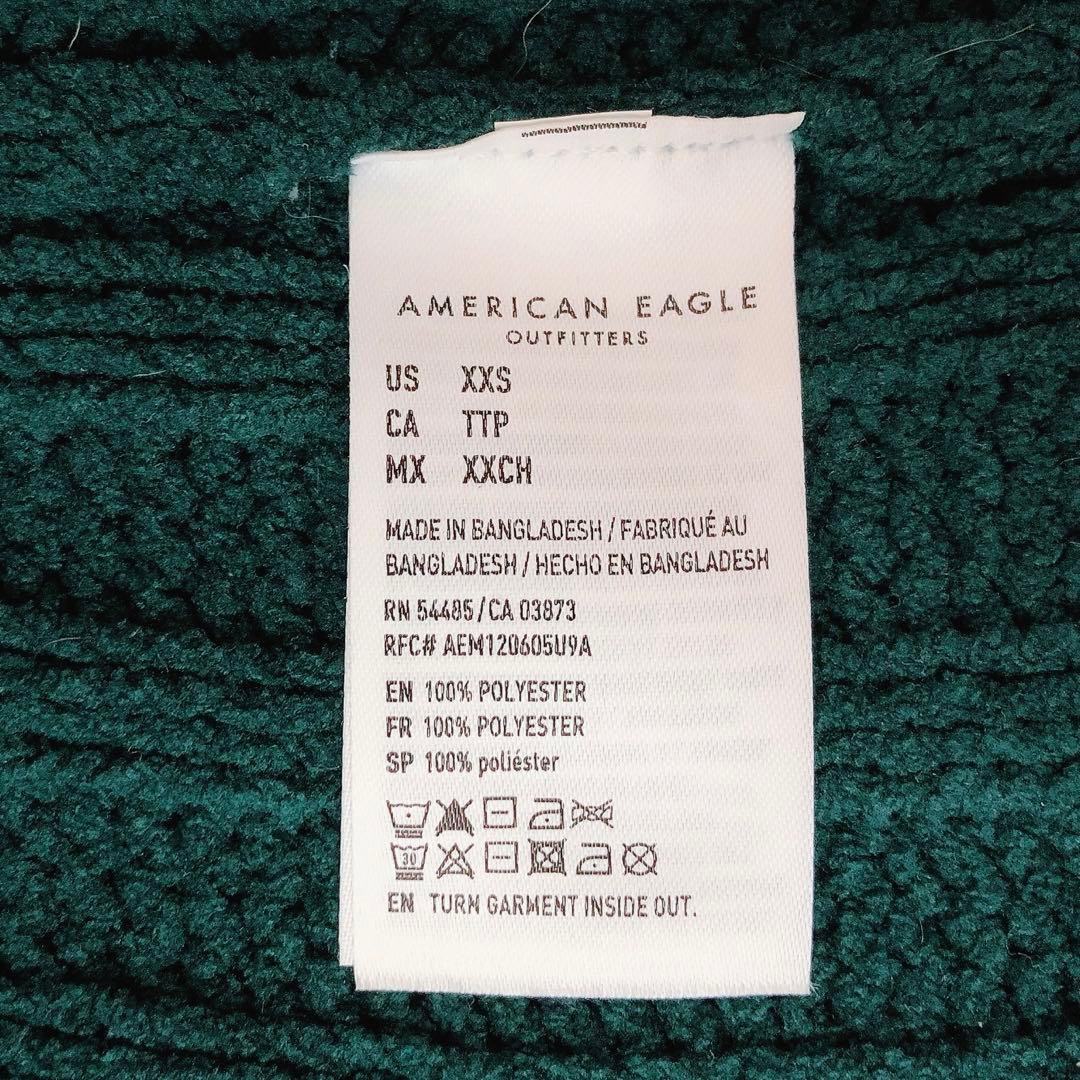 AMERICAN EAGLE
OUTFITTERS
US XXS
CA TTP
MX XXCH
MADE IN BANGLADESH / FABRIQUÉ AU
BANGLADESH / HECHO EN BANGLADESH
RN 54485 / CA 03873
RFC# AEM120605U9A
EN 100% POLYESTER
FR 100% POLYESTER
SP 100% poliéster
30
EN TURN GARMENT INSIDE OUT.